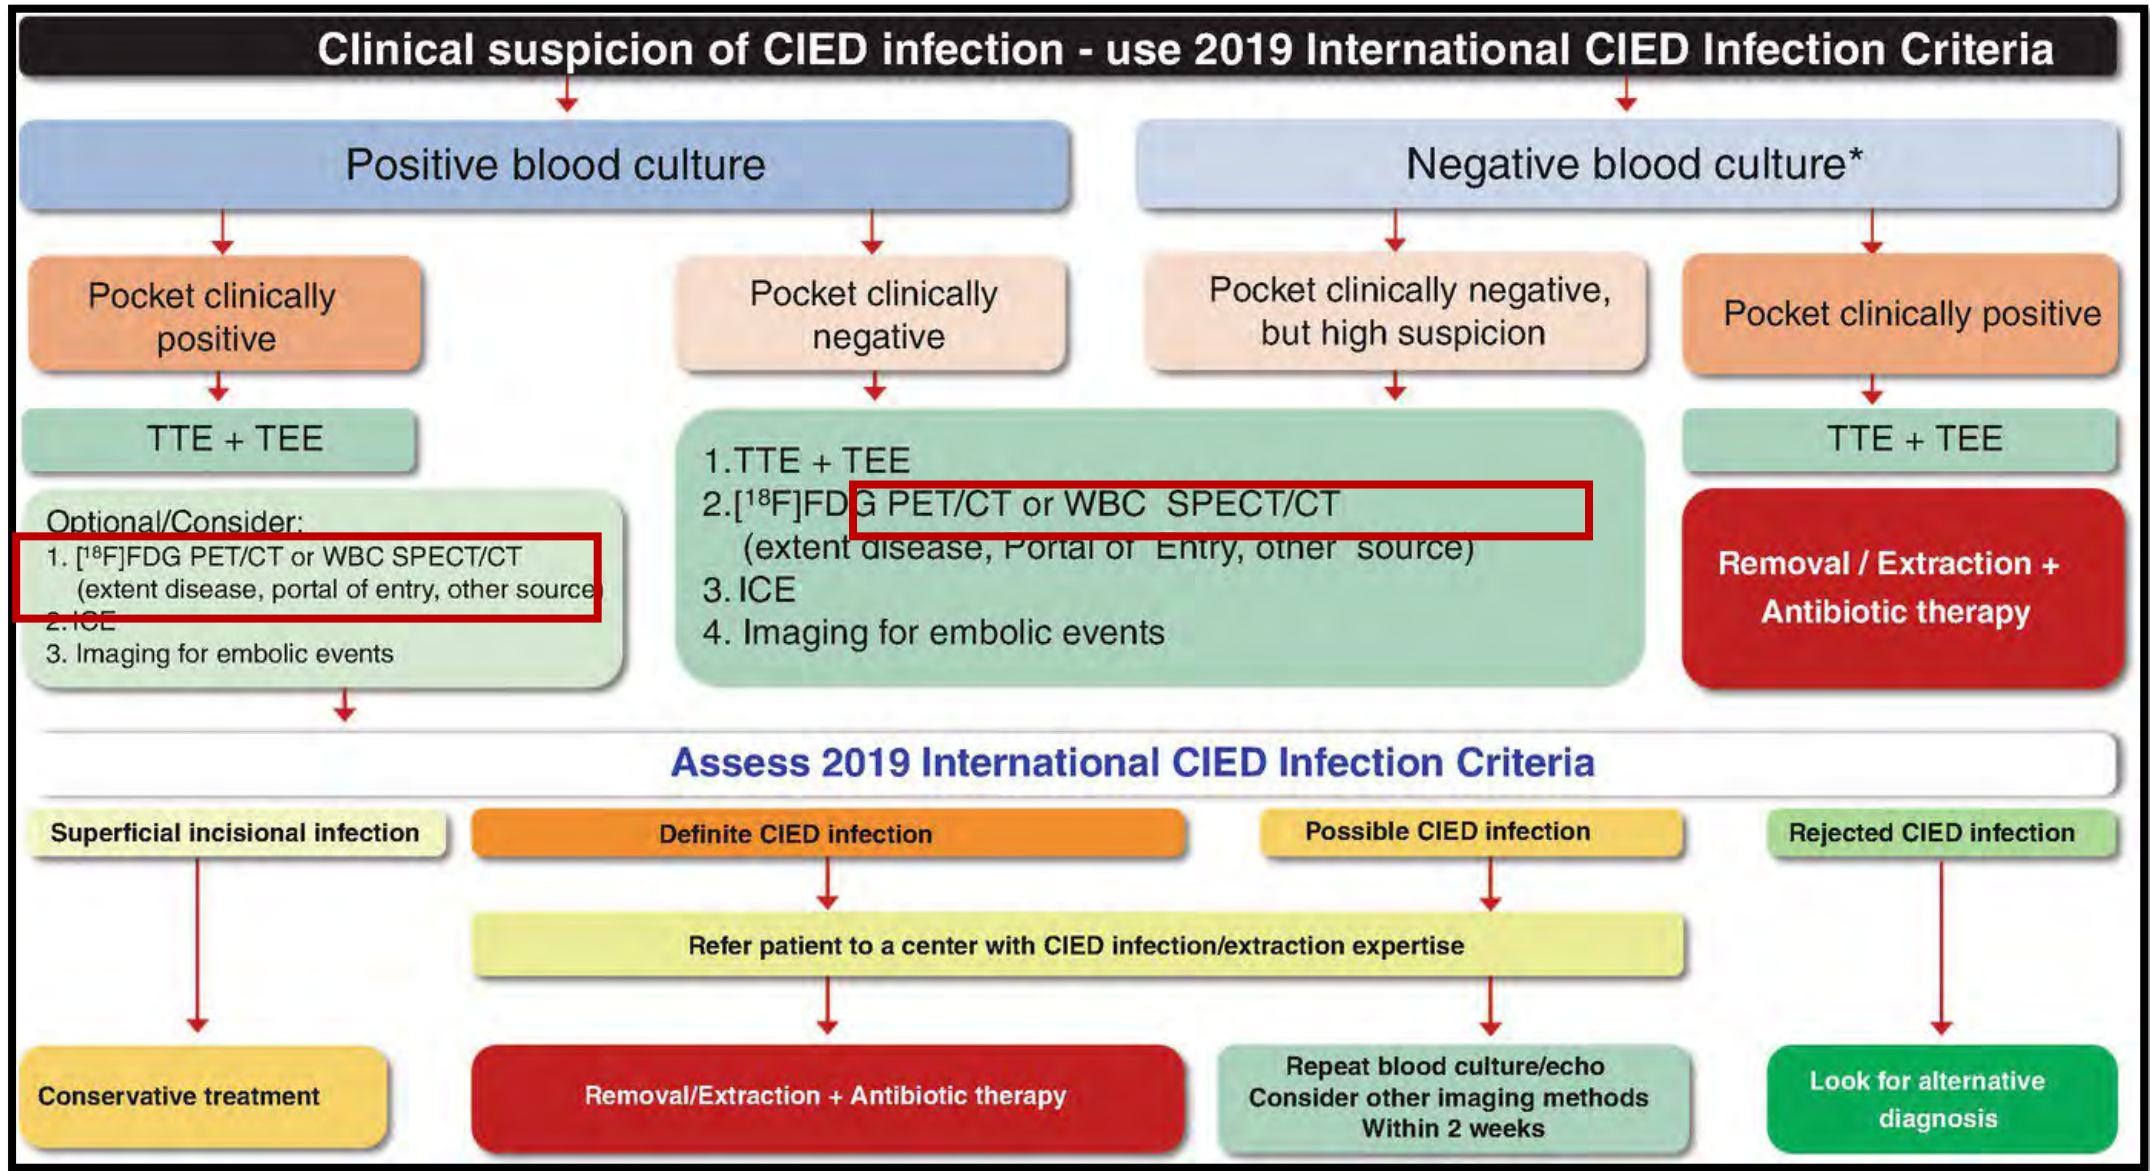 Clinical suspicion of CIED infection - use 2019 International CIED Infection Criteria
Positive blood culture
Negative blood culture*
Pocket clinically
positive
Pocket clinically
negative
Pocket clinically negative,
but high suspicion
Pocket clinically positive
TTE + TEE
Optional/Consider:
1. [¹⁸F]FDG PET/CT or WBC SPECT/CT
(extent disease, portal of entry, other source)
2. ICE
3. Imaging for embolic events
1.TTE + TEE
2.[¹⁸F]FDG PET/CT or WBC SPECT/CT
(extent disease, Portal of Entry, other source)
3. ICE
4. Imaging for embolic events
TTE + TEE
Removal / Extraction +
Antibiotic therapy
Assess 2019 International CIED Infection Criteria
Superficial incisional infection
Definite CIED infection
Possible CIED infection
Rejected CIED infection
Refer patient to a center with CIED infection/extraction expertise
Conservative treatment
Removal/Extraction + Antibiotic therapy
Repeat blood culture/echo
Consider other imaging methods
Within 2 weeks
Look for alternative
diagnosis